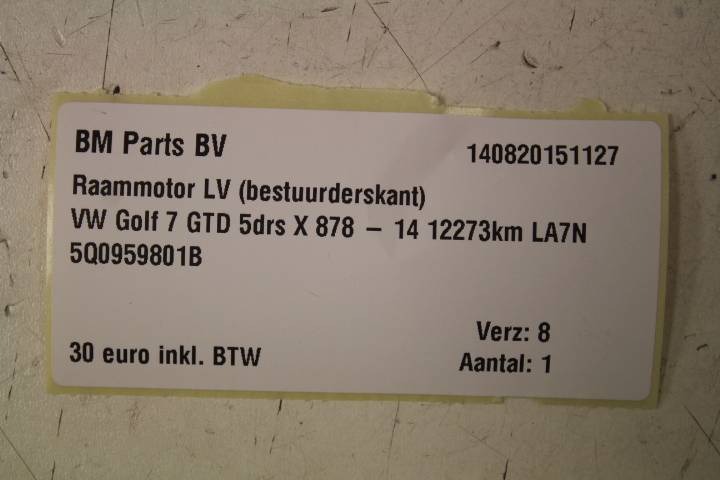 BM Parts BV 140820151127
Raammotor LV (bestuurderskant)
VW Golf 7 GTD 5drs X 878 – 14 12273km LA7N
5Q0959801B
Verz: 8
30 euro inkl. BTW
Aantal: 1